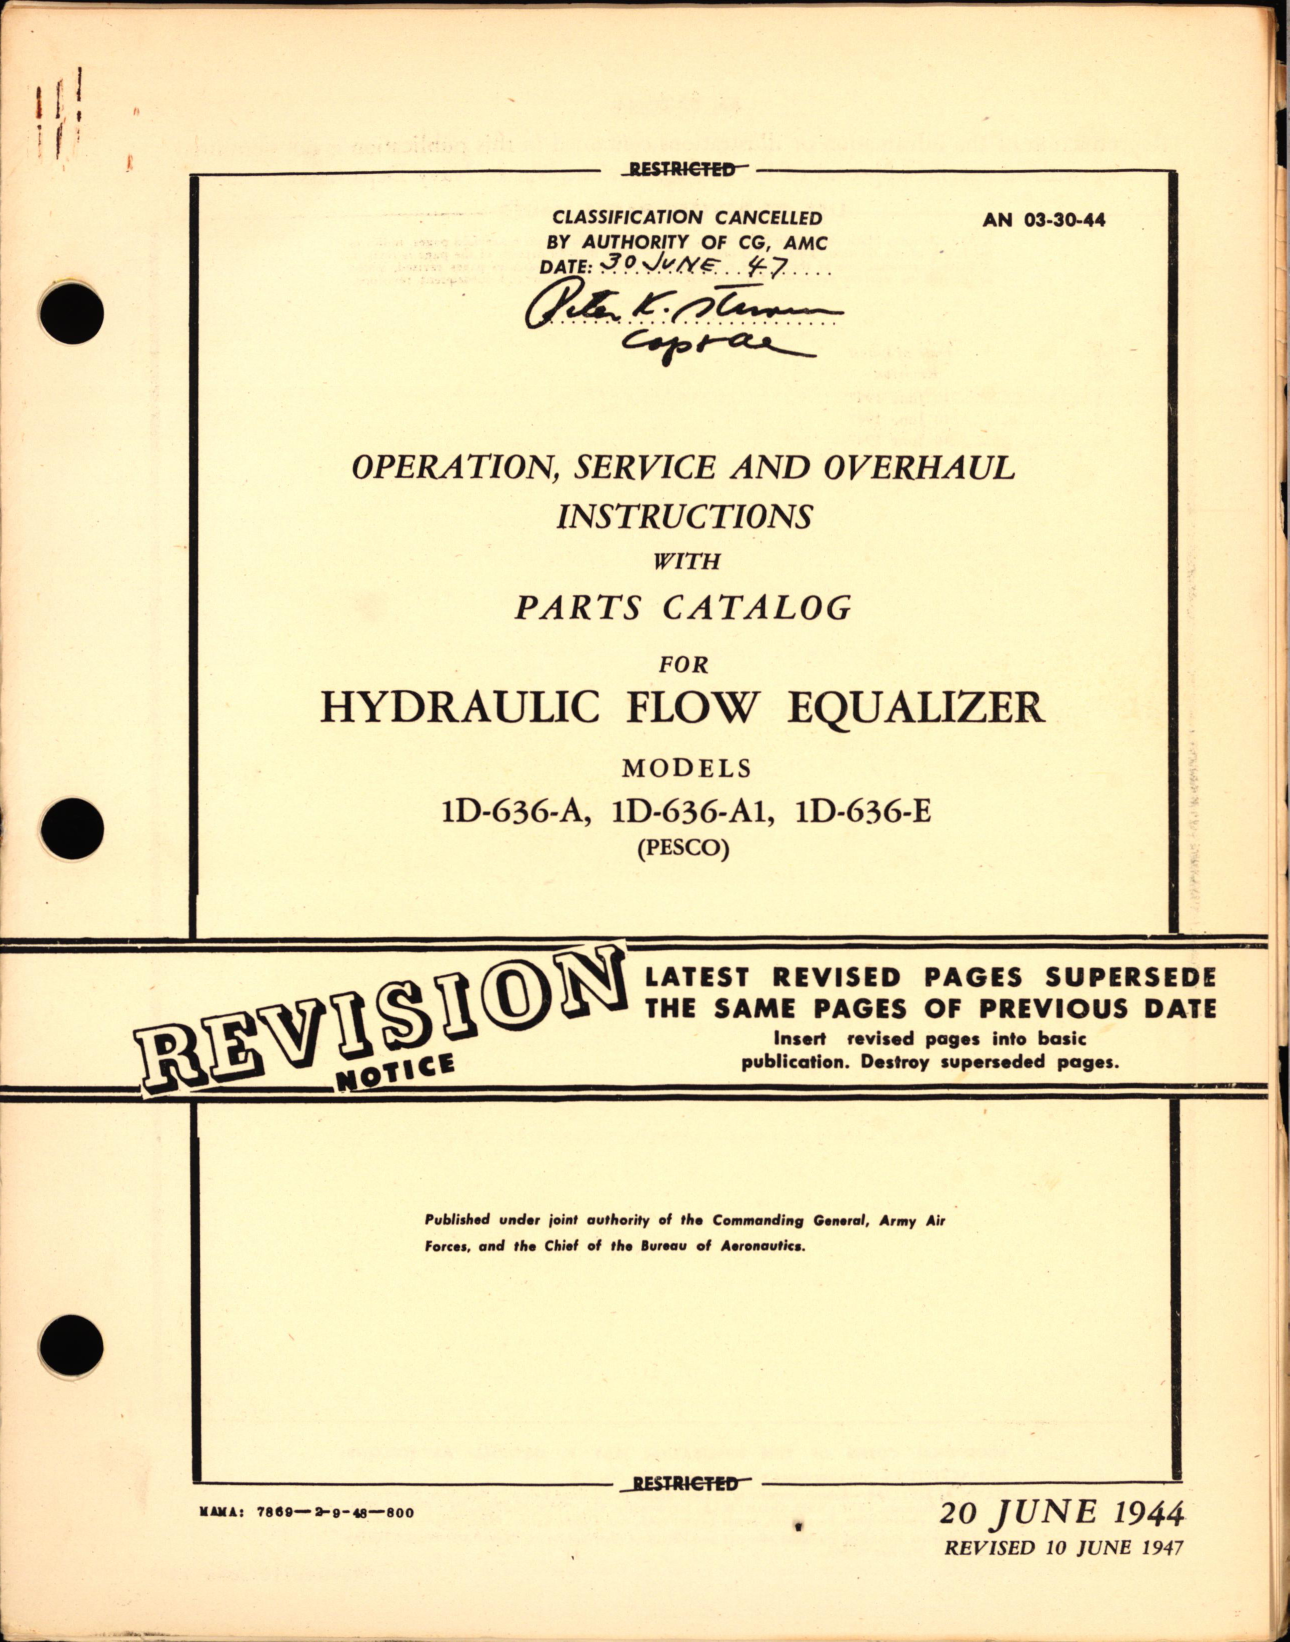 RESTRICTED
CLASSIFICATION CANCELLED
BY AUTHORITY OF CG, AMC
DATE: 30 JUNE 47
Peter K.
AN 03-30-44
OPERATION, SERVICE AND OVERHAUL
INSTRUCTIONS
WITH
PARTS CATALOG
FOR
HYDRAULIC FLOW EQUALIZER
MODELS
1D-636-A, 1D-636-A1, 1D-636-E
(PESCO)
REVISION
NOTICE
LATEST REVISED PAGES SUPERSEDE
THE SAME PAGES OF PREVIOUS DATE
Insert revised pages into basic
publication. Destroy superseded pages.
Published under joint authority of the Commanding General, Army Air
Forces, and the Chief of the Bureau of Aeronautics.
RESTRICTED
MAMA: 7869—2-9-48—800
20 JUNE 1944
REVISED 10 JUNE 1947